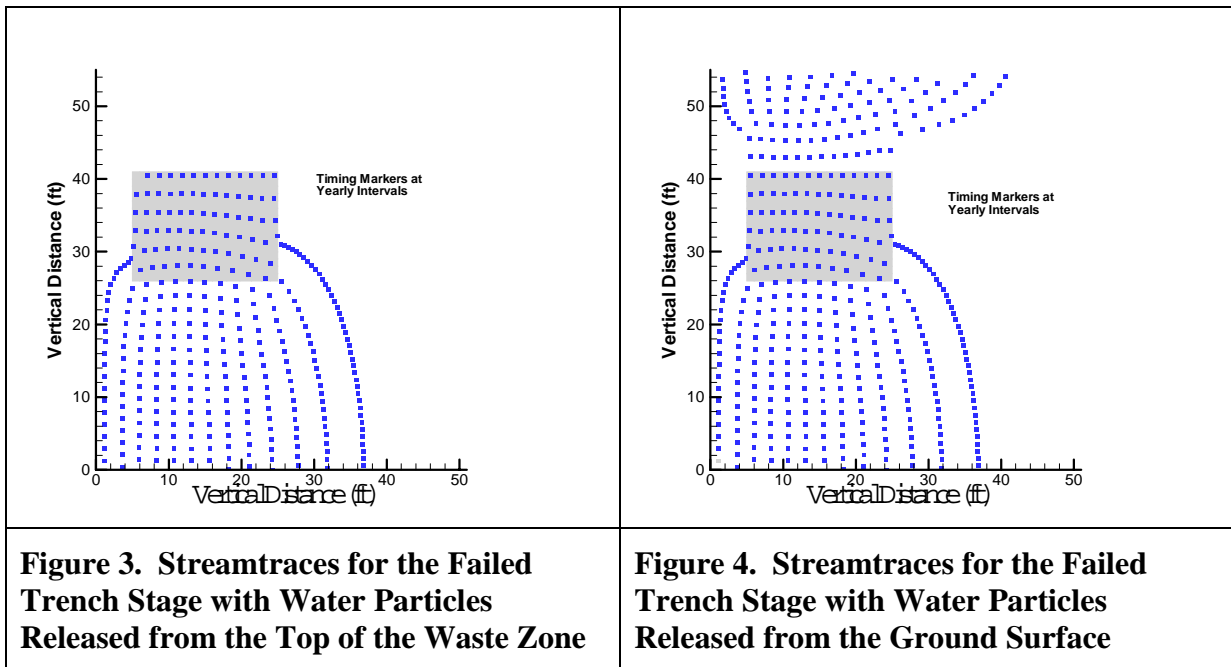 50
40
30
20
10
0
Vertical Distance (ft)
Timing Markers at
Yearly Intervals
0 10 20 30 40 50
Vertical Distance (ft)
50
40
30
20
10
0
Vertical Distance (ft)
Timing Markers at
Yearly Intervals
0 10 20 30 40 50
Vertical Distance (ft)
Figure 3. Streamtraces for the Failed
Trench Stage with Water Particles
Released from the Top of the Waste Zone
Figure 4. Streamtraces for the Failed
Trench Stage with Water Particles
Released from the Ground Surface